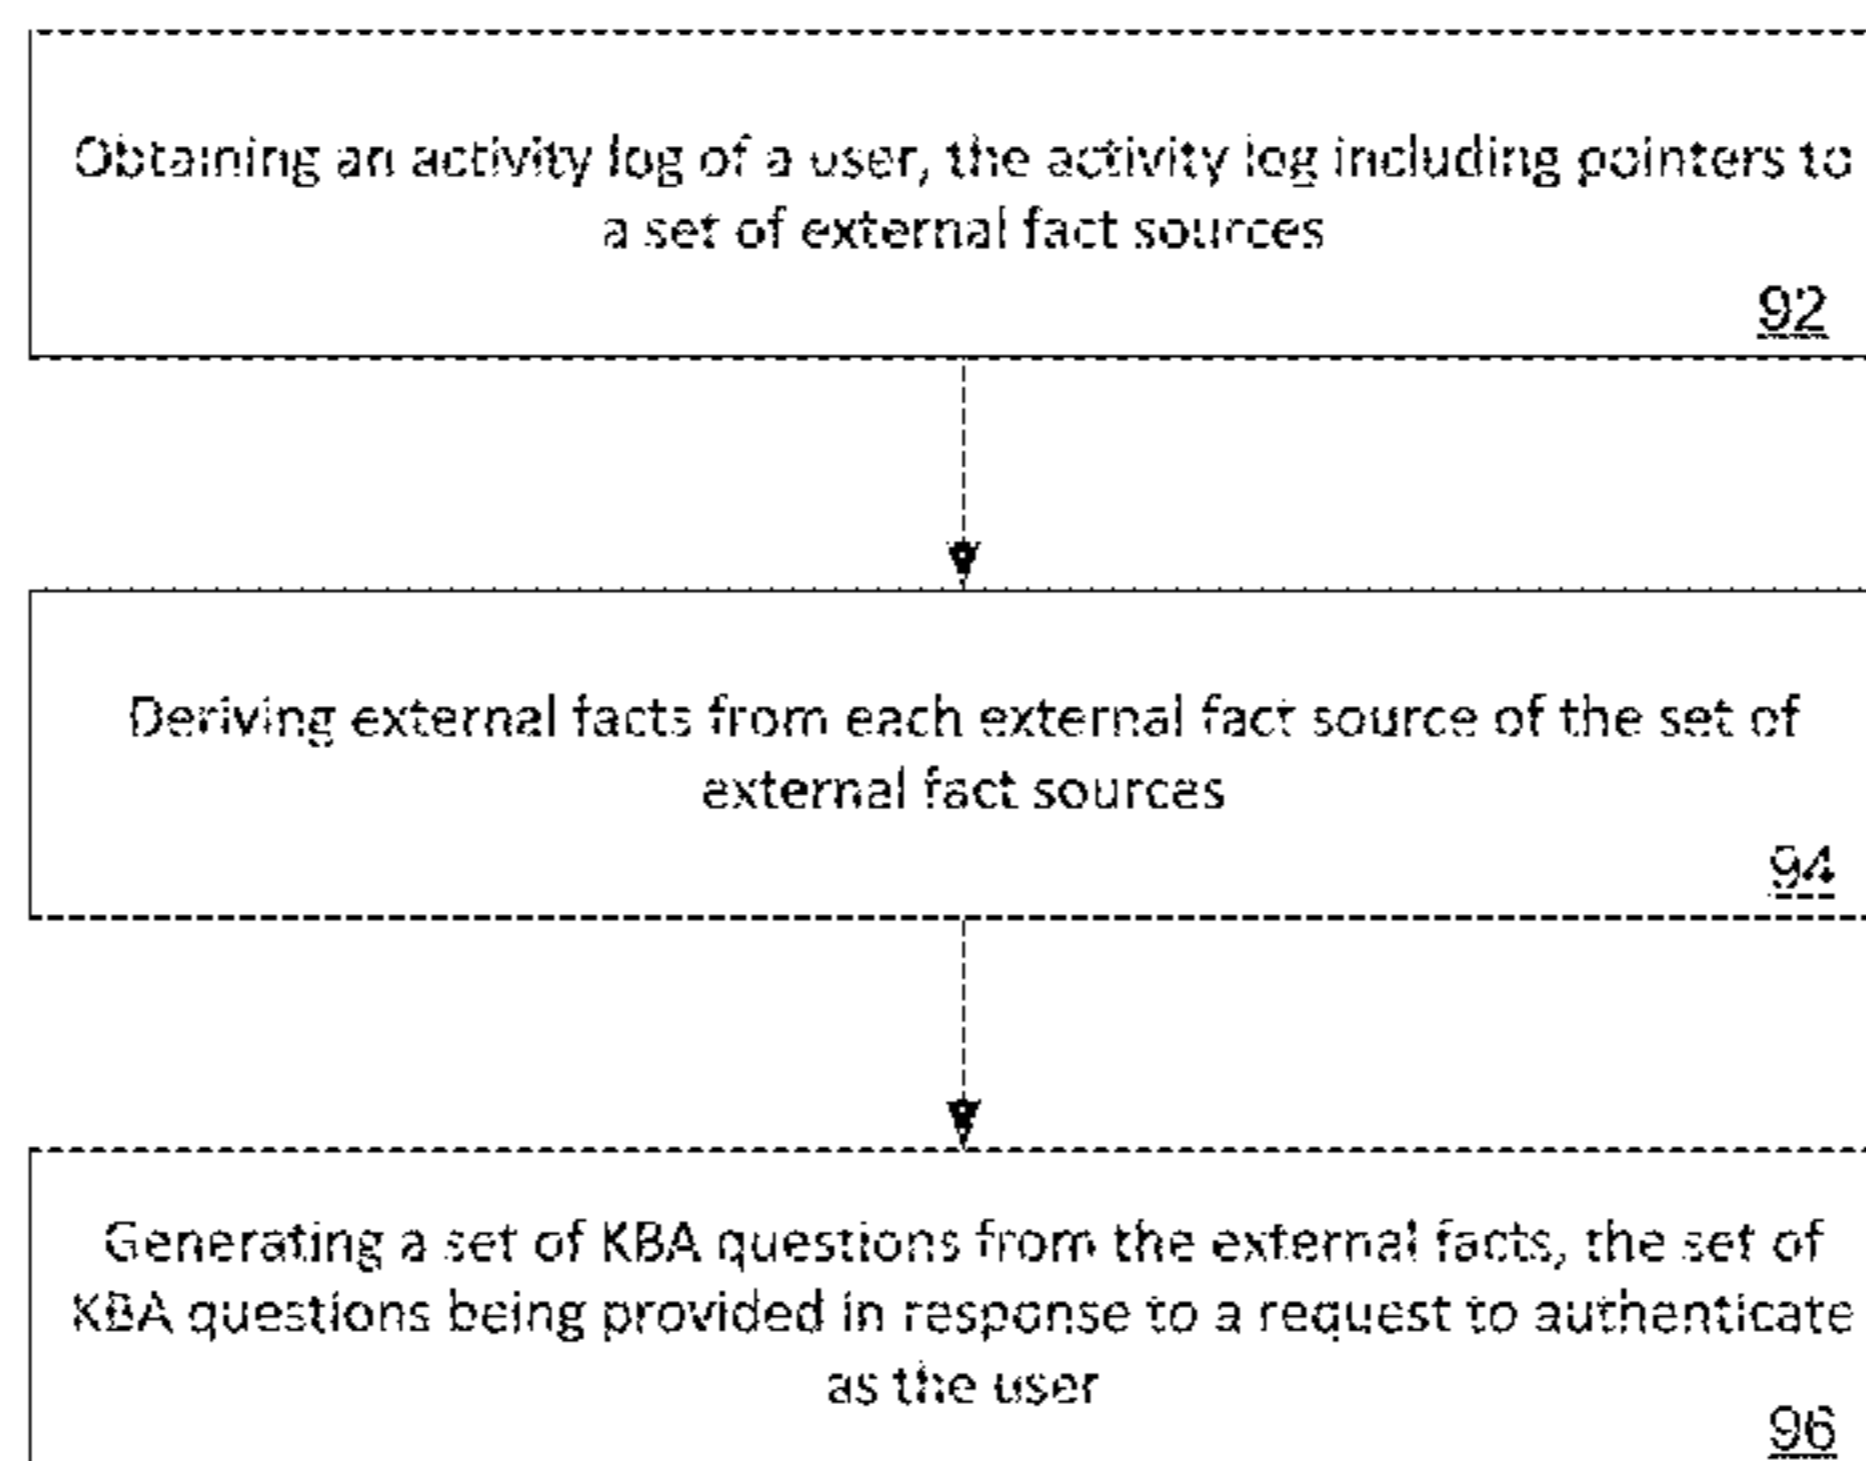 Obtaining an activity log of a user, the activity log including pointers to
a set of external fact sources
92
Deriving external facts from each external fact source of the set of
external fact sources
94
Generating a set of KBA questions from the external facts, the set of
KBA questions being provided in response to a request to authenticate
as the user
96